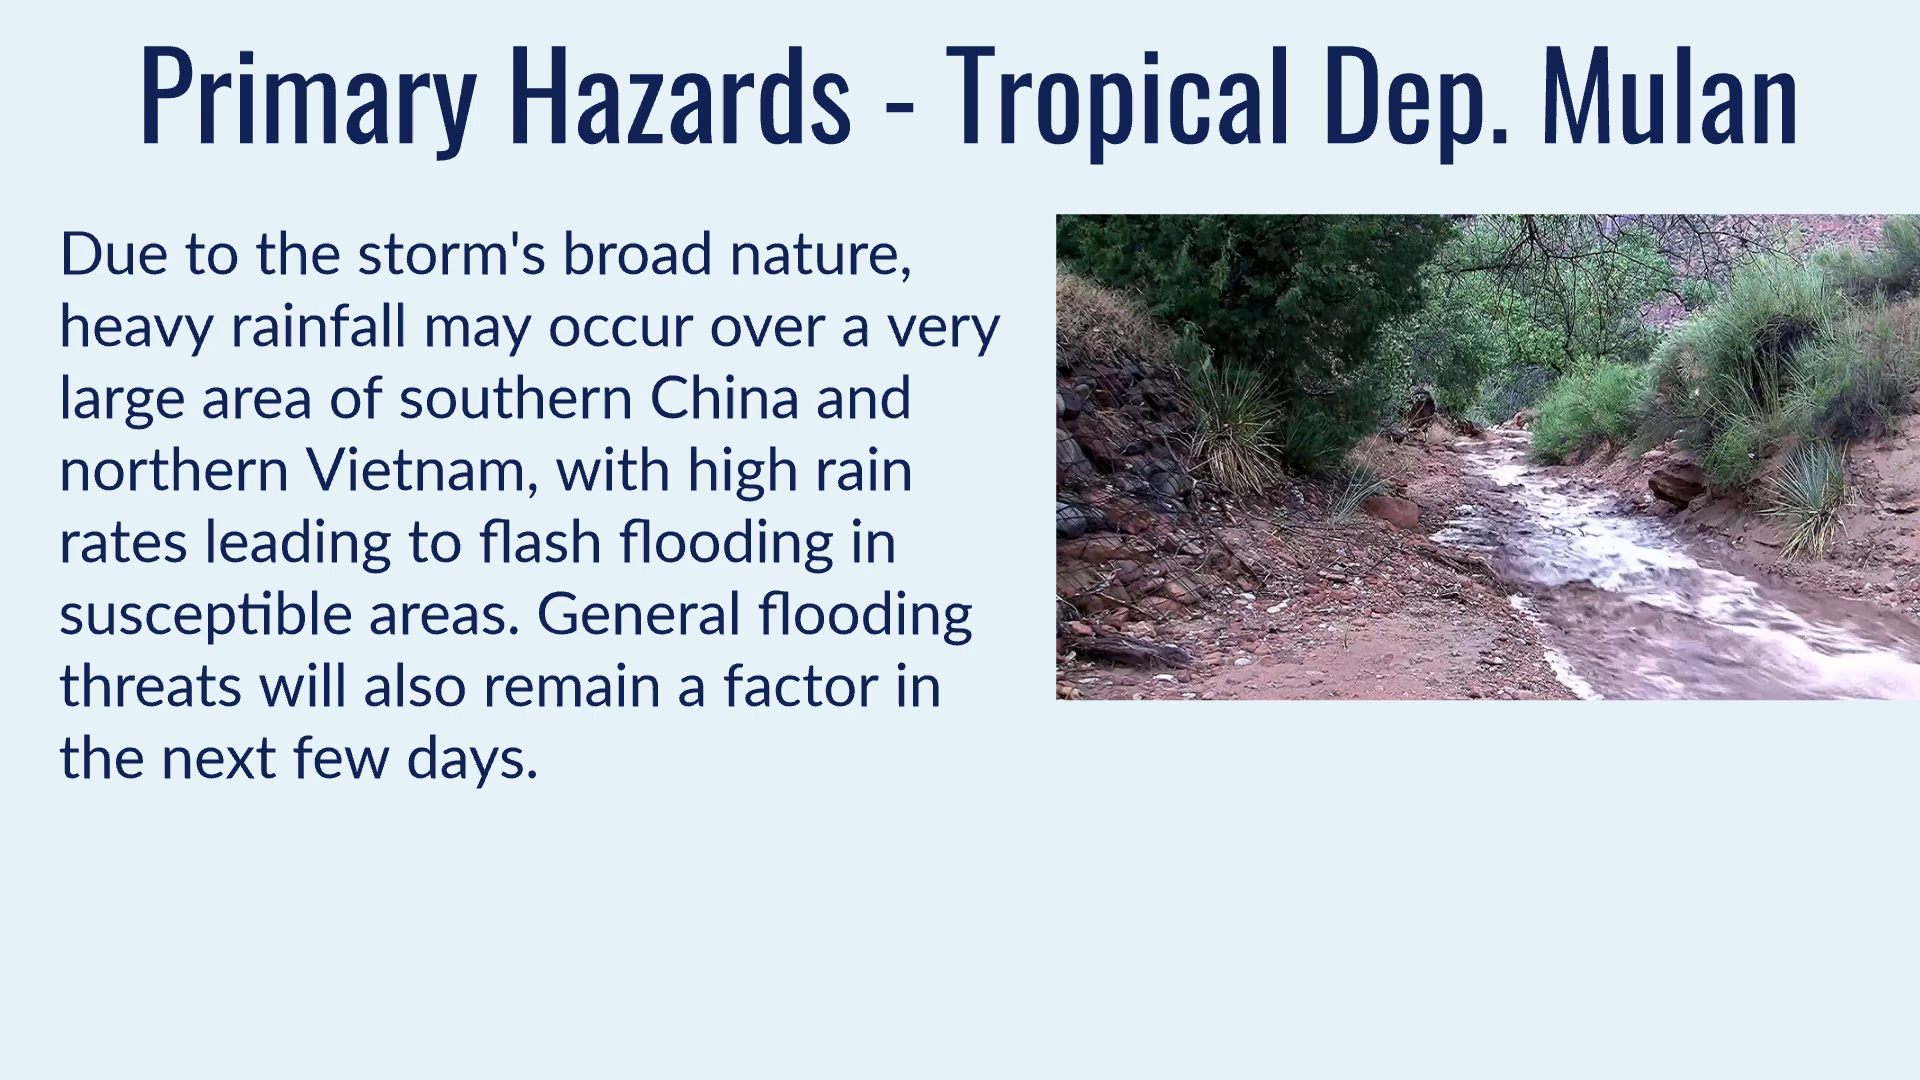 Primary Hazards - Tropical Dep. Mulan
Due to the storm's broad nature,
heavy rainfall may occur over a very
large area of southern China and
northern Vietnam, with high rain
rates leading to flash flooding in
susceptible areas. General flooding
threats will also remain a factor in
the next few days.